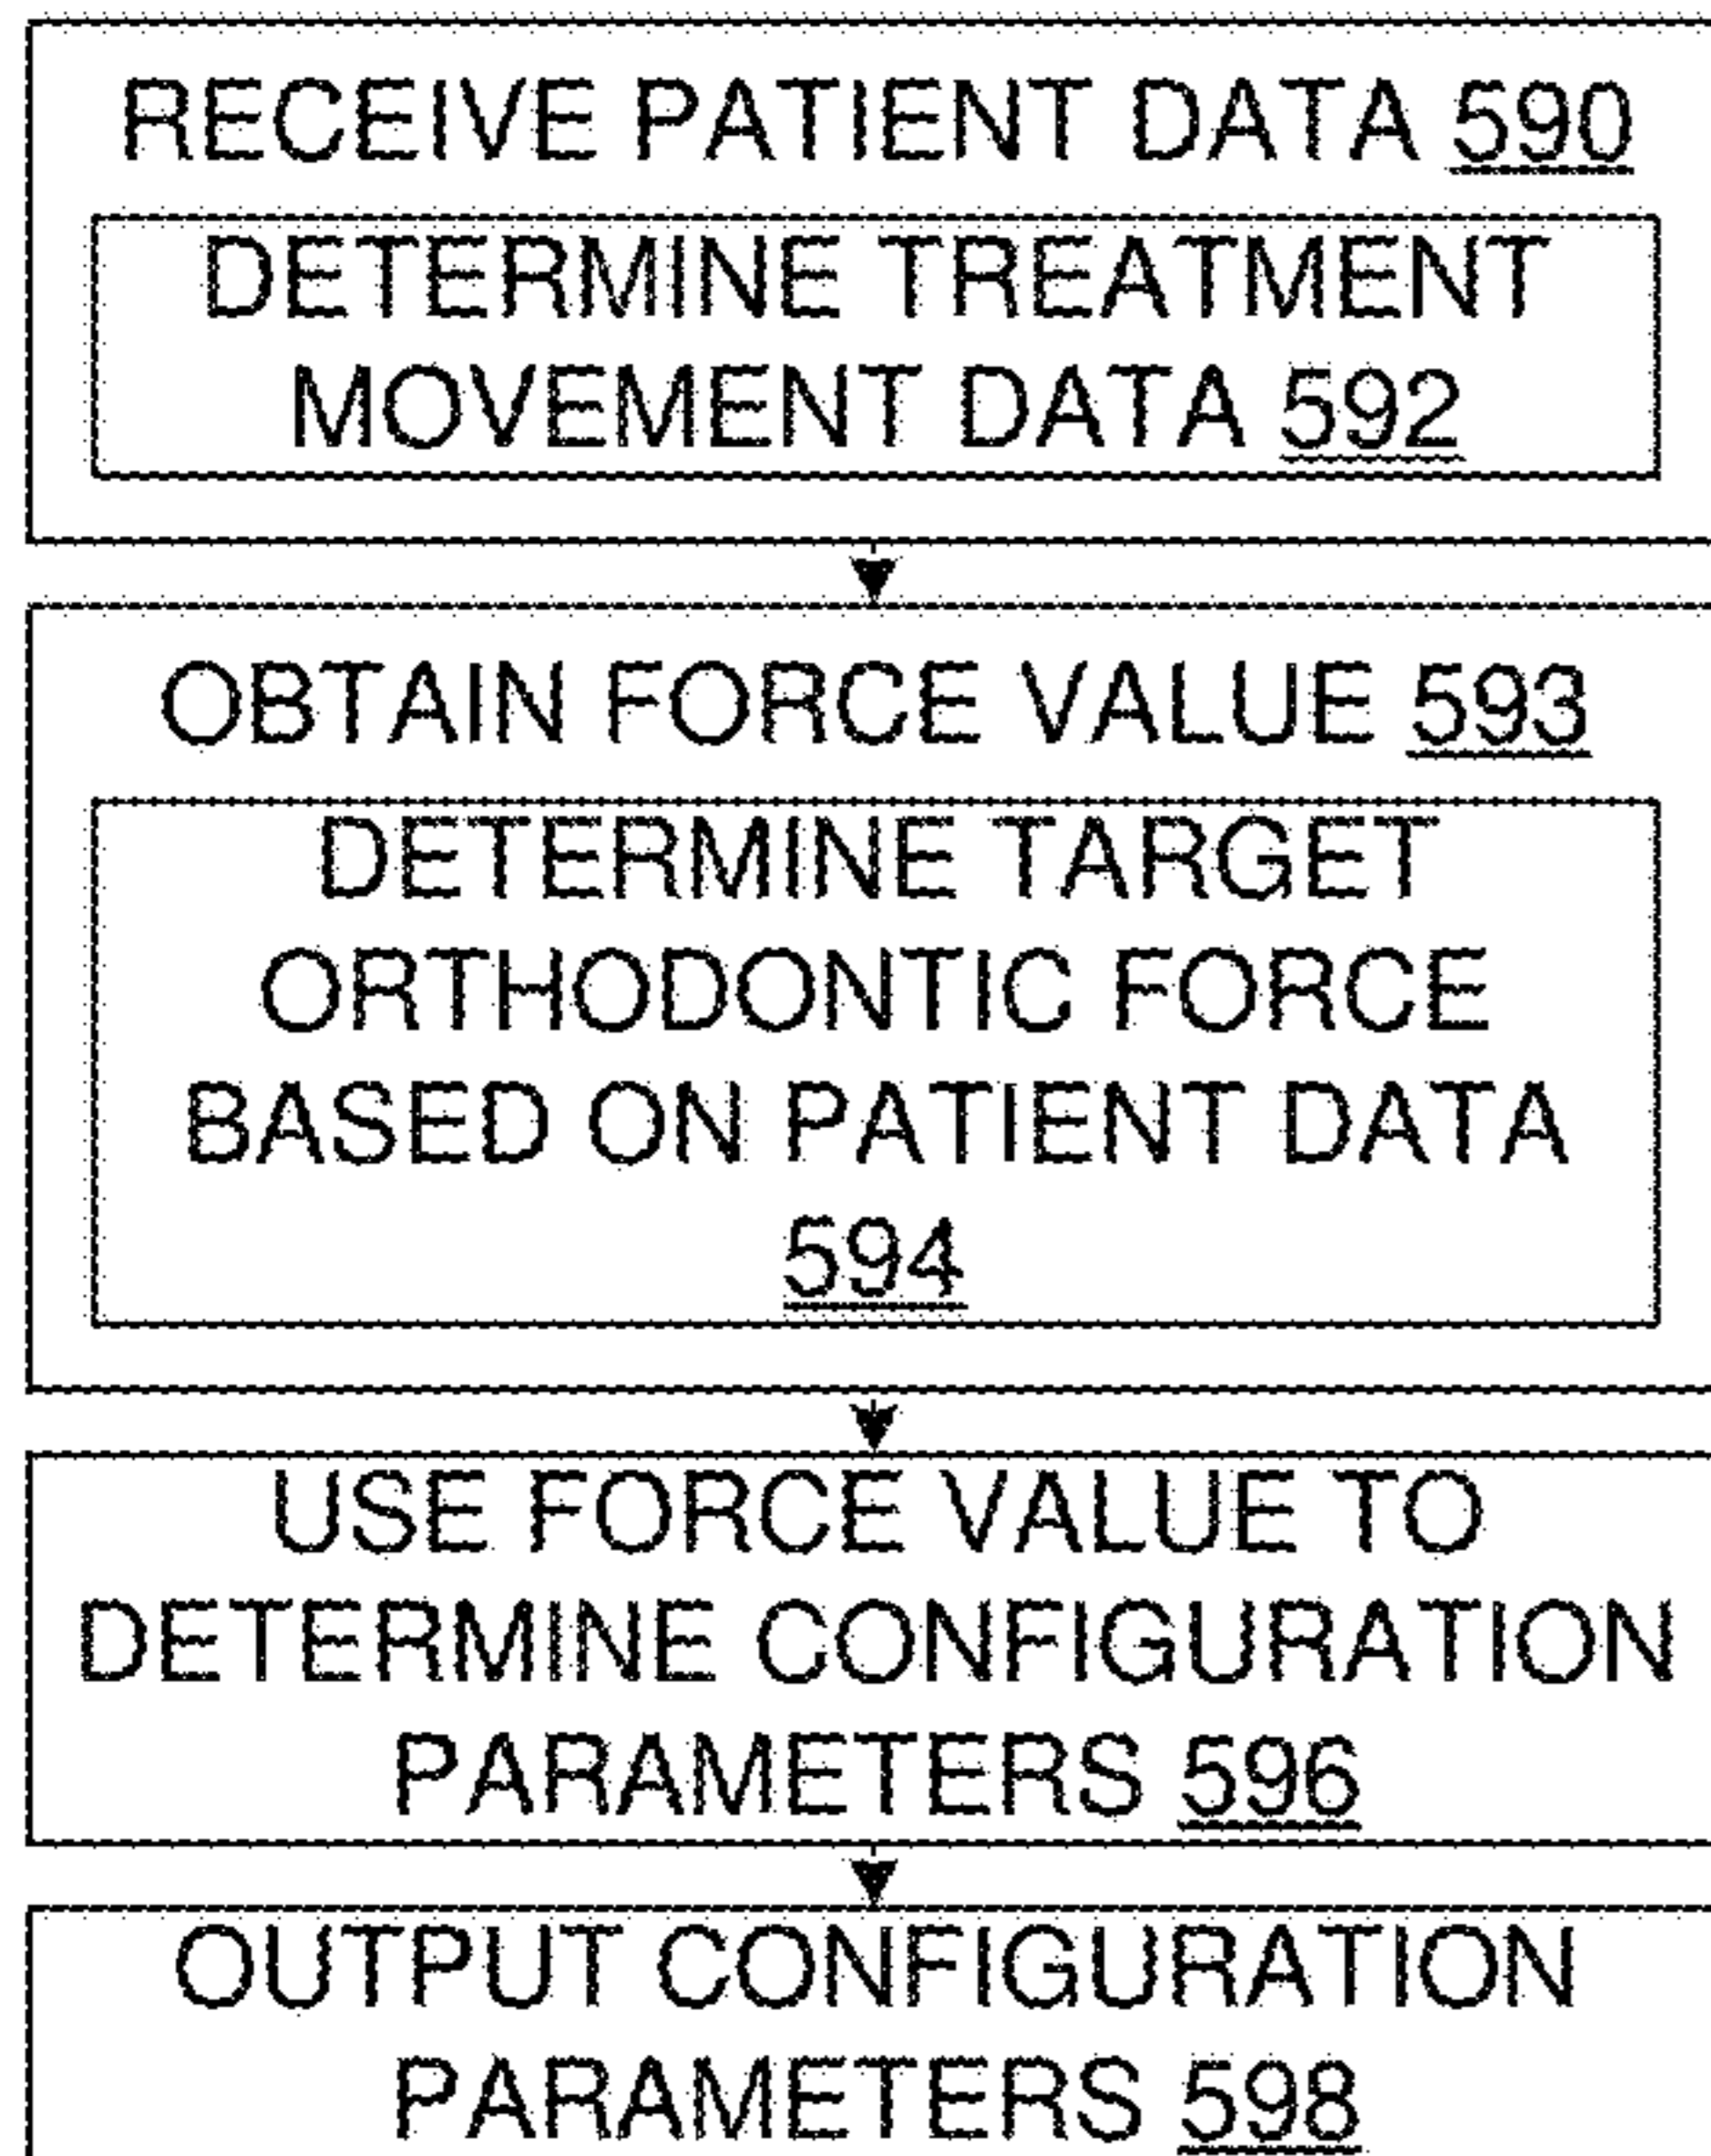 RECEIVE PATIENT DATA 590
DETERMINE TREATMENT
MOVEMENT DATA 592
OBTAIN FORCE VALUE 593
DETERMINE TARGET
ORTHODONTIC FORCE
BASED ON PATIENT DATA
594
USE FORCE VALUE TO
DETERMINE CONFIGURATION
PARAMETERS 596
OUTPUT CONFIGURATION
PARAMETERS 598